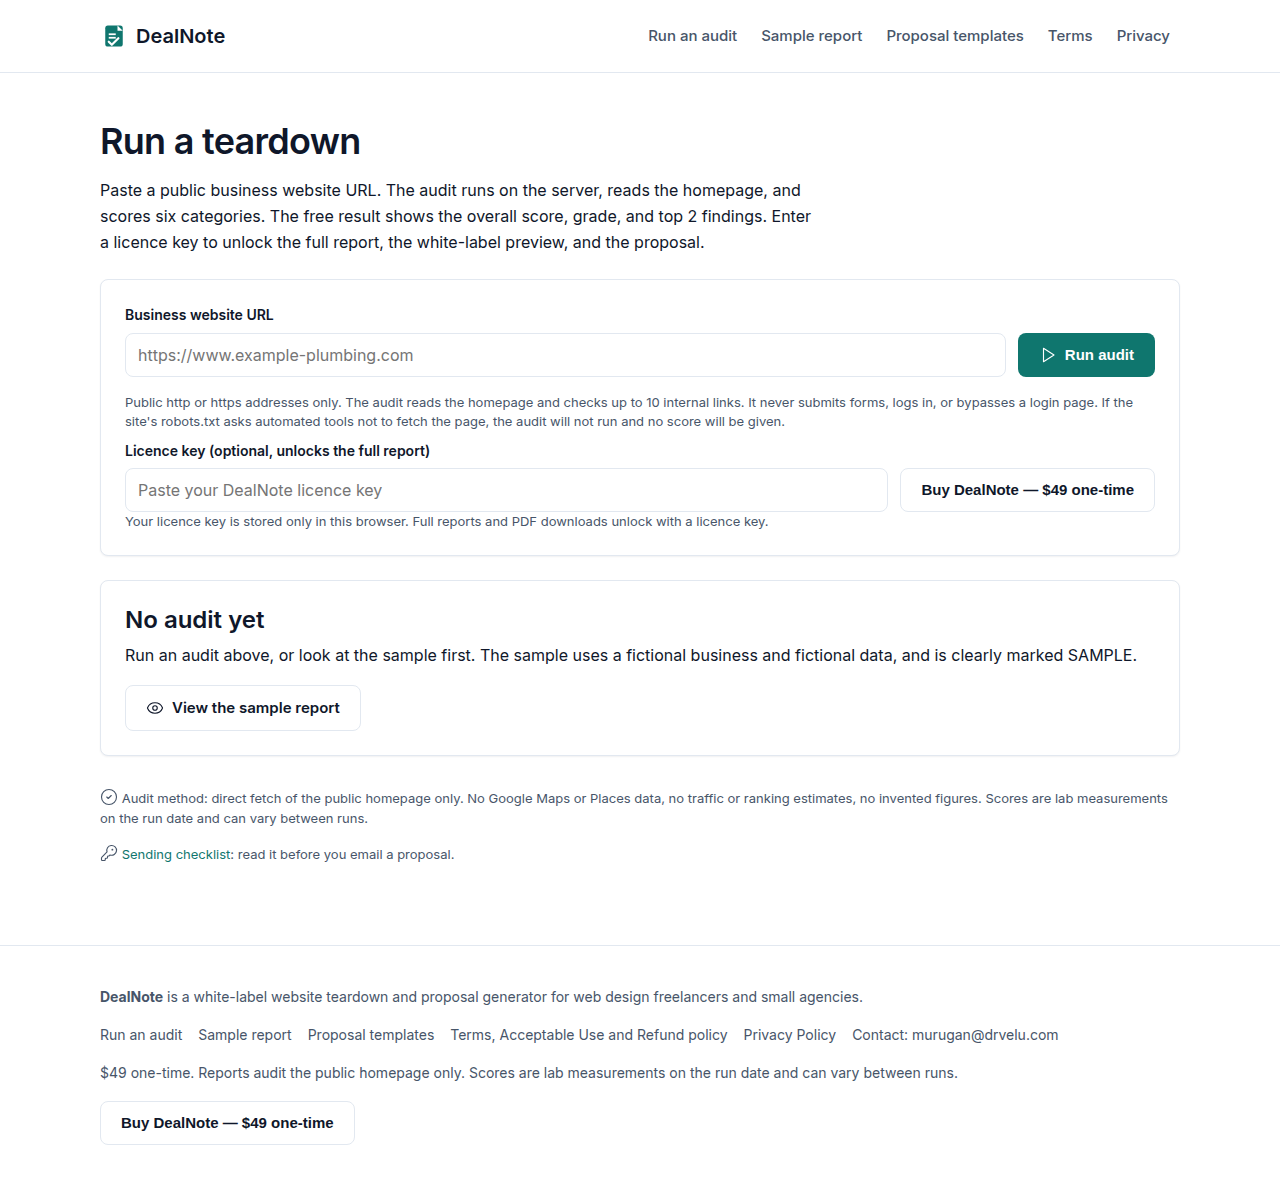 DealNote
Run an audit
Sample report
Proposal templates
Terms
Privacy
Run a teardown
Paste a public business website URL. The audit runs on the server, reads the homepage, and
scores six categories. The free result shows the overall score, grade, and top 2 findings. Enter
a licence key to unlock the full report, the white-label preview, and the proposal.
Business website URL
https://www.example-plumbing.com
Run audit
Public http or https addresses only. The audit reads the homepage and checks up to 10 internal links. It never submits forms, logs in, or bypasses a login page. If the
site's robots.txt asks automated tools not to fetch the page, the audit will not run and no score will be given.
Licence key (optional, unlocks the full report)
Paste your DealNote licence key
Buy DealNote — $49 one-time
Your licence key is stored only in this browser. Full reports and PDF downloads unlock with a licence key.
No audit yet
Run an audit above, or look at the sample first. The sample uses a fictional business and fictional data, and is clearly marked SAMPLE.
View the sample report
Audit method: direct fetch of the public homepage only. No Google Maps or Places data, no traffic or ranking estimates, no invented figures. Scores are lab measurements
on the run date and can vary between runs.
Sending checklist: read it before you email a proposal.
DealNote is a white-label website teardown and proposal generator for web design freelancers and small agencies.
Run an audit
Sample report
Proposal templates
Terms, Acceptable Use and Refund policy
Privacy Policy
Contact: murugan@drvelu.com
$49 one-time. Reports audit the public homepage only. Scores are lab measurements on the run date and can vary between runs.
Buy DealNote — $49 one-time